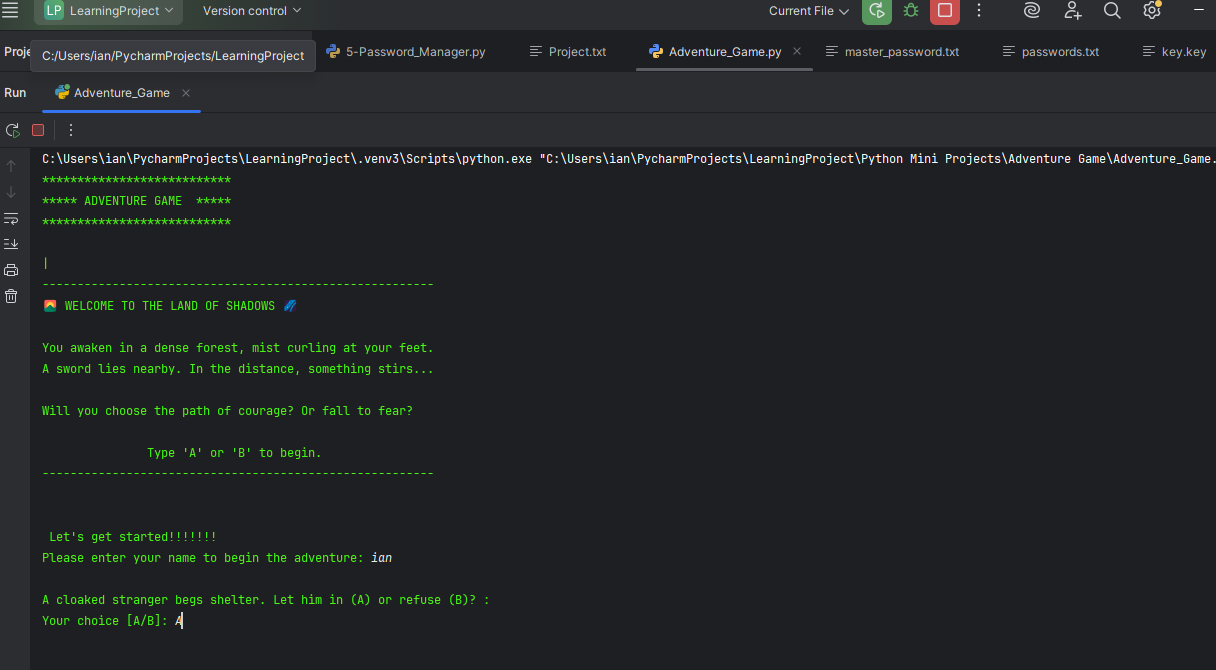 LP LearningProject Version control Current File
Proje
C:/Users/ian/PycharmProjects/LearningProject
5-Password_Manager.py Project.txt Adventure_Game.py master_password.txt passwords.txt key.key
Run Adventure_Game
C:\Users\ian\PycharmProjects\LearningProject\.venv3\Scripts\python.exe "C:\Users\ian\PycharmProjects\LearningProject\Python Mini Projects\Adventure Game\Adventure_Game.
***************************
***** ADVENTURE GAME  *****
***************************
|
--------------------------------------------------------
🌄 WELCOME TO THE LAND OF SHADOWS 🌌
You awaken in a dense forest, mist curling at your feet.
A sword lies nearby. In the distance, something stirs...
Will you choose the path of courage? Or fall to fear?
Type 'A' or 'B' to begin.
--------------------------------------------------------
Let's get started!!!!!!!
Please enter your name to begin the adventure: ian
A cloaked stranger begs shelter. Let him in (A) or refuse (B)? :
Your choice [A/B]: A